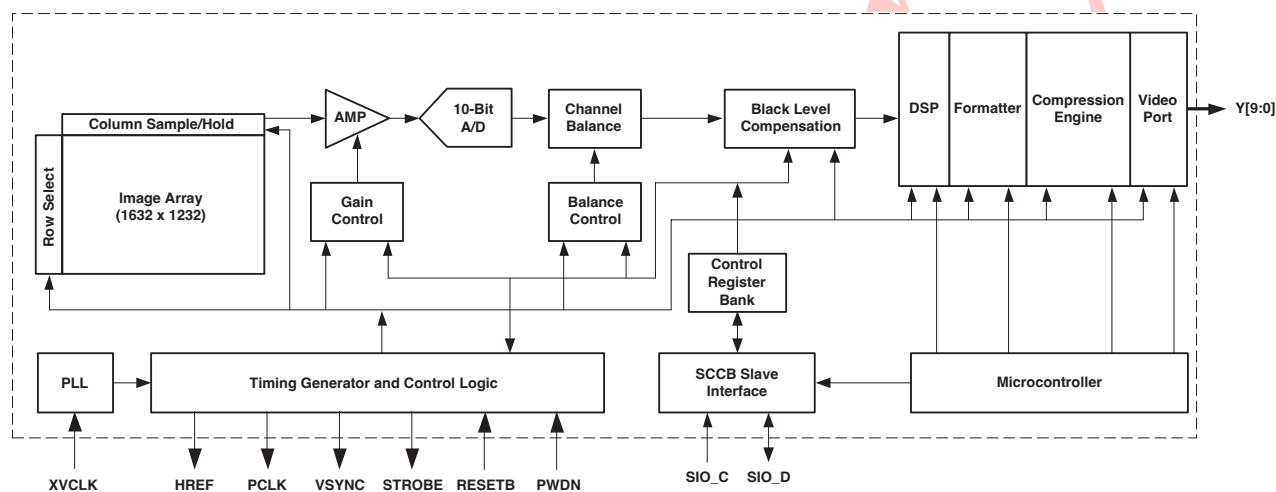 Column Sample/Hold
Row Select
Image Array
(1632 x 1232)
AMP
10-Bit
A/D
Channel
Balance
Black Level
Compensation
DSP
Formatter
Compression
Engine
Video
Port
Y[9:0]
Gain
Control
Balance
Control
Control
Register
Bank
PLL
Timing Generator and Control Logic
SCCB Slave
Interface
Microcontroller
XVCLK
HREF
PCLK
VSYNC
STROBE
RESETB
PWDN
SIO_C
SIO_D